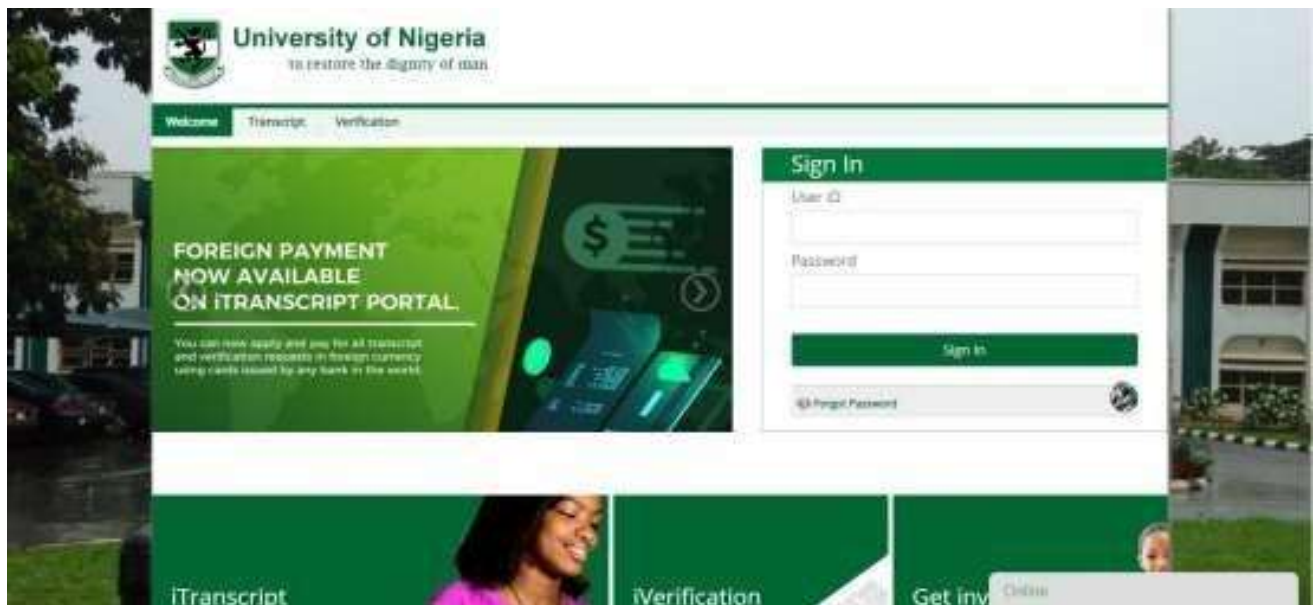 University of Nigeria
to restore the dignity of man
Welcome Transcript Verification
FOREIGN PAYMENT
NOW AVAILABLE
ON iTRANSCRIPT PORTAL.
You can now apply and pay for all transcript
and verification requests in foreign currency
using cards issued by any bank in the world.
Sign In
User ID
Password
Sign In
Forgot Password
iTranscript
iVerification
Get inv
Online